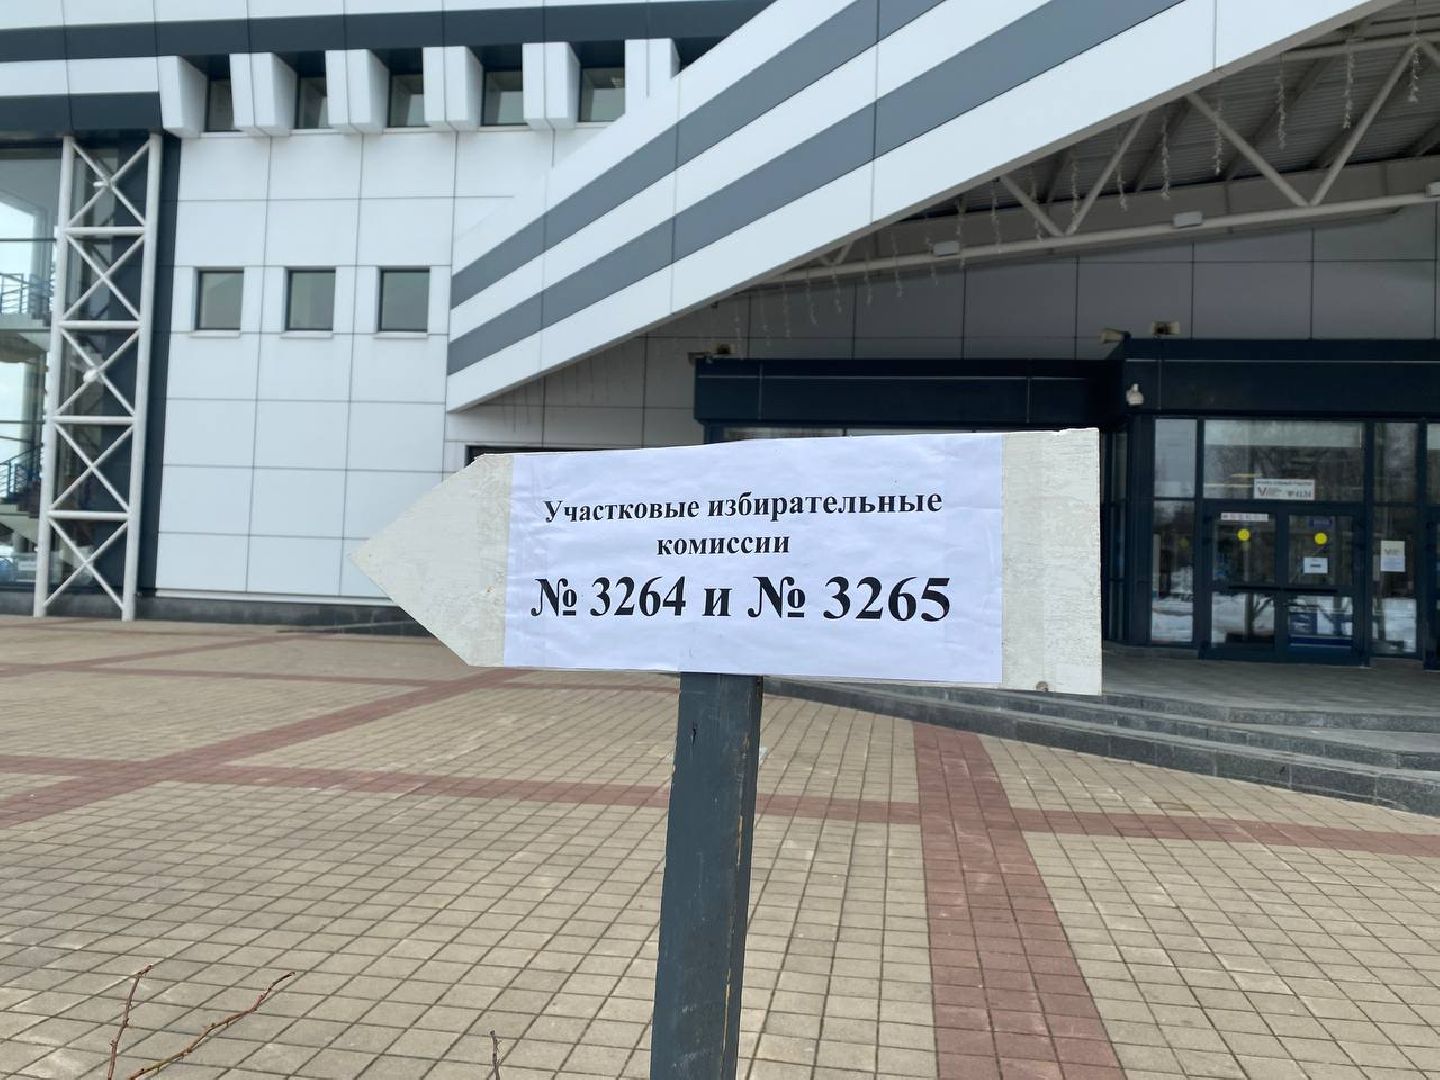 Участковые избирательные
комиссии
№ 3264 и № 3265